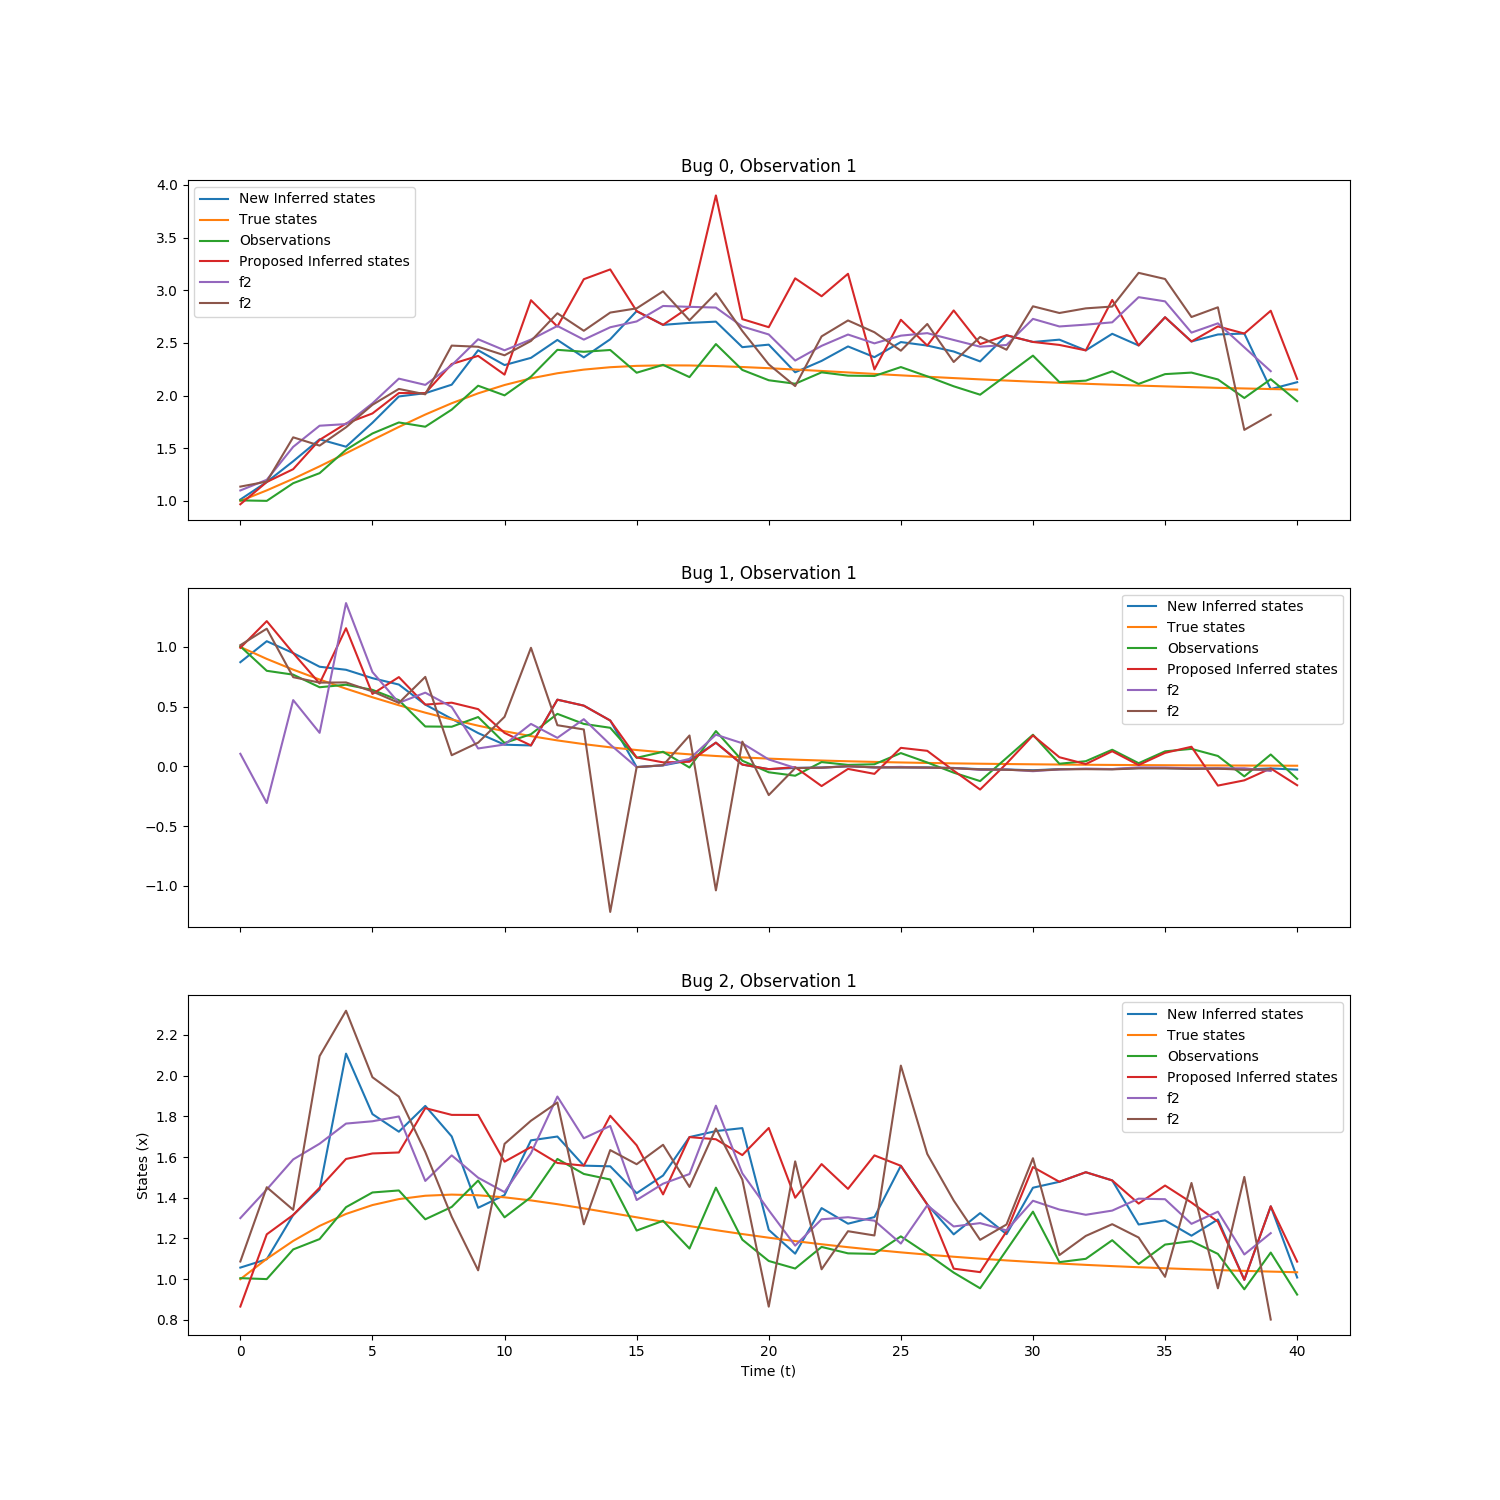 Bug 0, Observation 1
4.0
3.5
3.0
2.5
2.0
1.5
1.0
New Inferred states
True states
Observations
Proposed Inferred states
f2
f2
Bug 1, Observation 1
1.0
0.5
0.0
−0.5
−1.0
New Inferred states
True states
Observations
Proposed Inferred states
f2
f2
Bug 2, Observation 1
States (x)
2.2
2.0
1.8
1.6
1.4
1.2
1.0
0.8
New Inferred states
True states
Observations
Proposed Inferred states
f2
f2
0 5 10 15 20 25 30 35 40
Time (t)